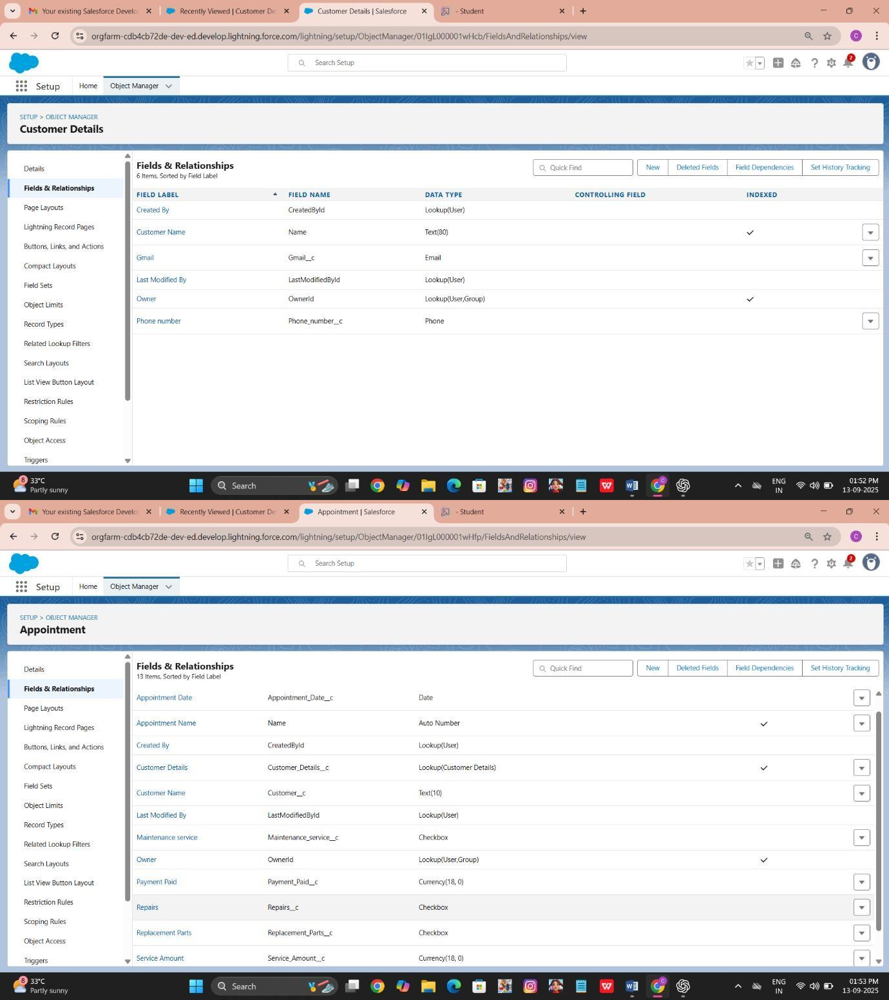 Your existing Salesforce Develo
Recently Viewed | Customer De
Customer Details | Salesforce
- Student
orgfarm-cdb4cb72de-dev-ed.develop.lightning.force.com/lightning/setup/ObjectManager/01IgL000001wHcb/FieldsAndRelationships/view
C
Search Setup
2
Setup
Home
Object Manager
SETUP > OBJECT MANAGER
Customer Details
Details
Fields & Relationships
Page Layouts
Lightning Record Pages
Buttons, Links, and Actions
Compact Layouts
Field Sets
Object Limits
Record Types
Related Lookup Filters
Search Layouts
List View Button Layout
Restriction Rules
Scoping Rules
Object Access
Triggers
Fields & Relationships
6 Items, Sorted by Field Label
Quick Find
New
Deleted Fields
Field Dependencies
Set History Tracking
FIELD LABEL FIELD NAME DATA TYPE CONTROLLING FIELD INDEXED
Created By CreatedById Lookup(User)
Customer Name Name Text(80)
Gmail Gmail__c Email
Last Modified By LastModifiedById Lookup(User)
Owner OwnerId Lookup(User,Group)
Phone number Phone_number__c Phone
8
33°C
Partly sunny
Search
ENG
IN
01:52 PM
13-09-2025
Your existing Salesforce Develo
Recently Viewed | Customer De
Appointment | Salesforce
- Student
orgfarm-cdb4cb72de-dev-ed.develop.lightning.force.com/lightning/setup/ObjectManager/01IgL000001wHfp/FieldsAndRelationships/view
C
Search Setup
2
Setup
Home
Object Manager
SETUP > OBJECT MANAGER
Appointment
Details
Fields & Relationships
Page Layouts
Lightning Record Pages
Buttons, Links, and Actions
Compact Layouts
Field Sets
Object Limits
Record Types
Related Lookup Filters
Search Layouts
List View Button Layout
Restriction Rules
Scoping Rules
Object Access
Triggers
Fields & Relationships
13 Items, Sorted by Field Label
Quick Find
New
Deleted Fields
Field Dependencies
Set History Tracking
Appointment Date Appointment_Date__c Date
Appointment Name Name Auto Number
Created By CreatedById Lookup(User)
Customer Details Customer_Details__c Lookup(Customer Details)
Customer Name Customer__c Text(10)
Last Modified By LastModifiedById Lookup(User)
Maintenance service Maintenance_service__c Checkbox
Owner OwnerId Lookup(User,Group)
Payment Paid Payment_Paid__c Currency(18, 0)
Repairs Repairs__c Checkbox
Replacement Parts Replacement_Parts__c Checkbox
Service Amount Service_Amount__c Currency(18, 0)
8
33°C
Partly sunny
Search
ENG
IN
01:53 PM
13-09-2025